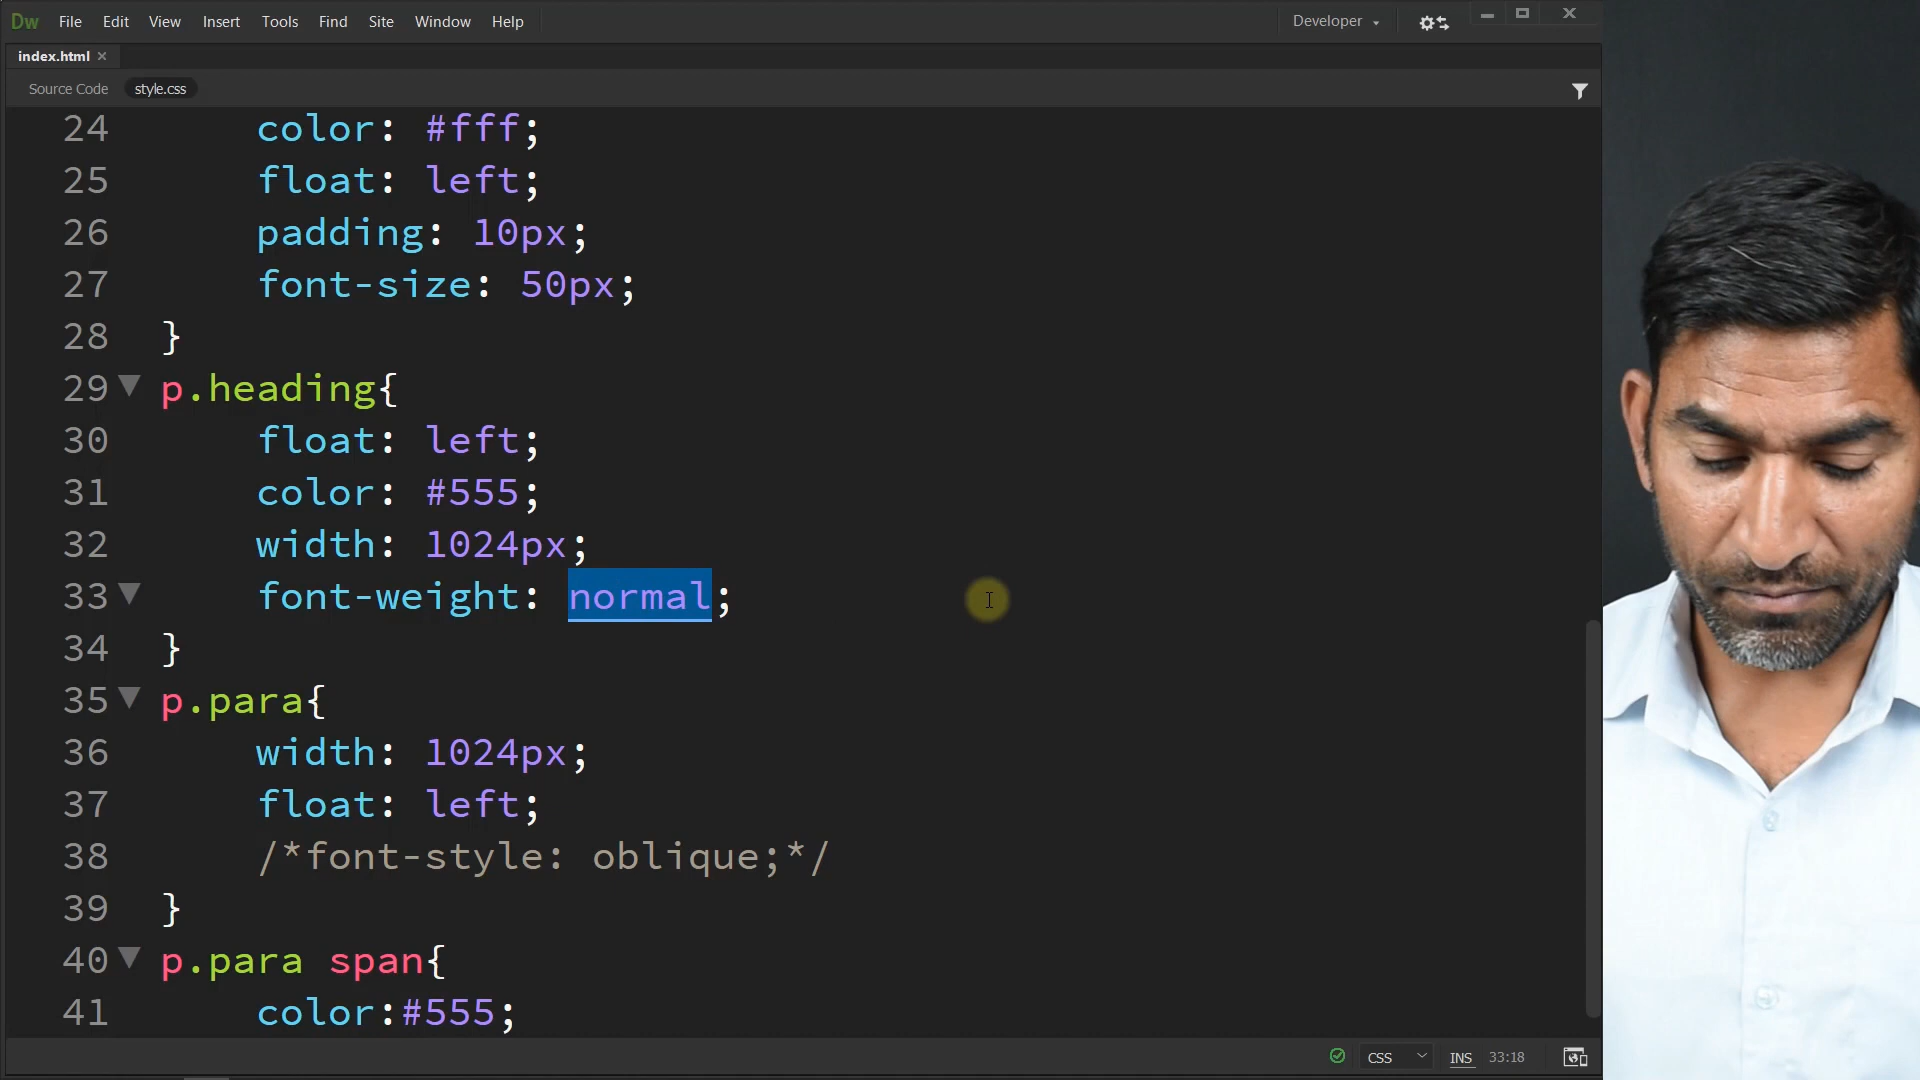 Dw File Edit View Insert Tools Find Site Window Help Developer
index.html ×
Source Code style.css
24 color: #fff;
25 float: left;
26 padding: 10px;
27 font-size: 50px;
28 }
29 p.heading{
30 float: left;
31 color: #555;
32 width: 1024px;
33 font-weight: normal;
34 }
35 p.para{
36 width: 1024px;
37 float: left;
38 /*font-style: oblique;*/
39 }
40 p.para span{
41 color:#555;
CSS INS 33:18